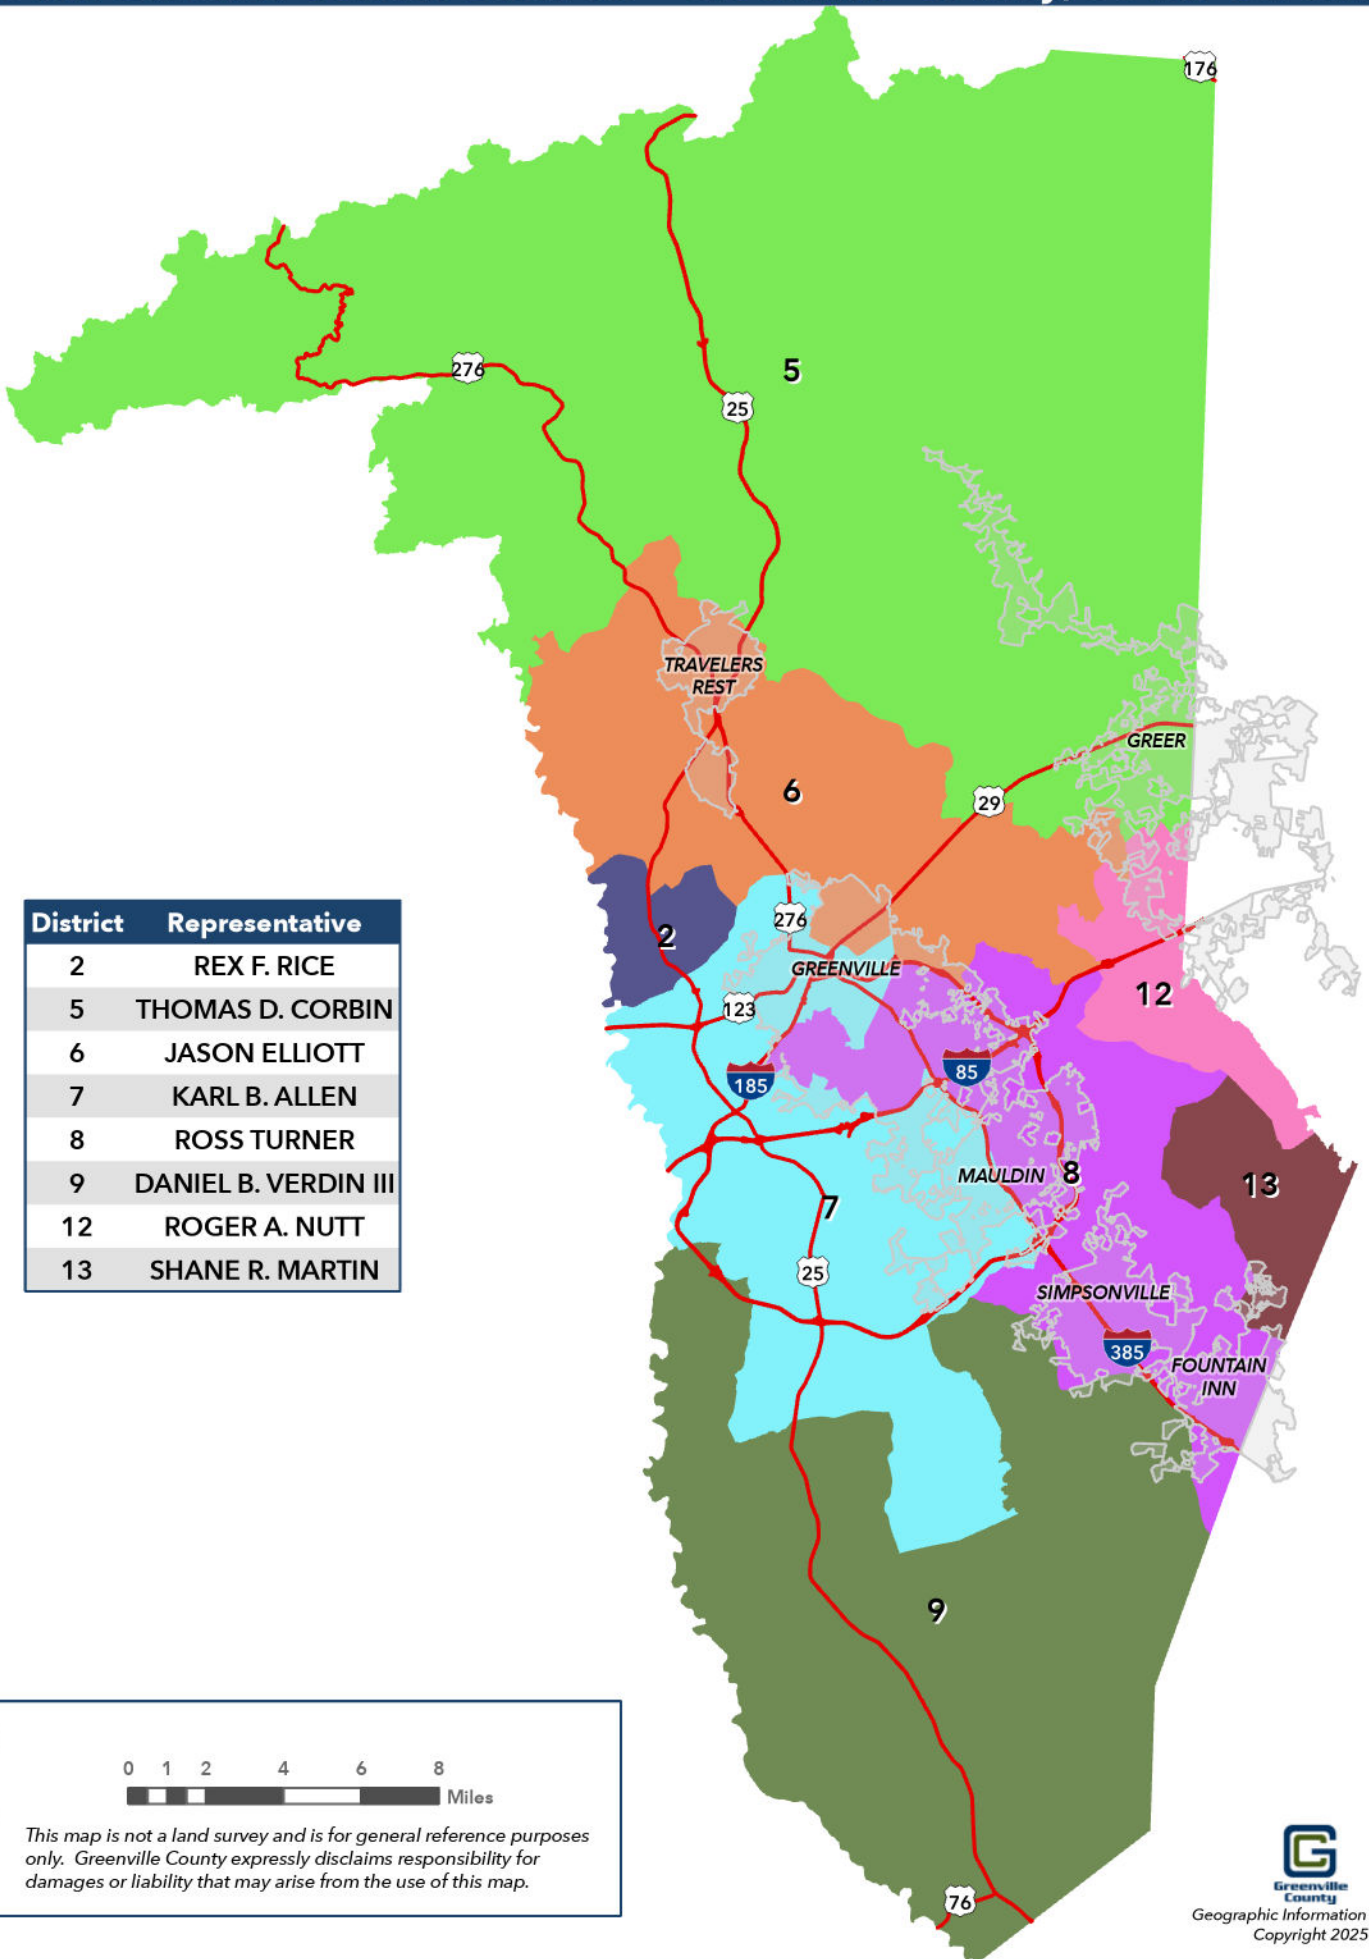 176
276
5
25
TRAVELERS
REST
GREER
6
29
District Representative
2 REX F. RICE
5 THOMAS D. CORBIN
6 JASON ELLIOTT
7 KARL B. ALLEN
8 ROSS TURNER
9 DANIEL B. VERDIN III
12 ROGER A. NUTT
13 SHANE R. MARTIN
2
276
GREENVILLE
123
12
185
85
MAULDIN
8
13
7
25
SIMPSONVILLE
385
FOUNTAIN
INN
9
0 1 2 4 6 8
Miles
This map is not a land survey and is for general reference purposes
only. Greenville County expressly disclaims responsibility for
damages or liability that may arise from the use of this map.
76
Greenville
County
Geographic Information
Copyright 2025